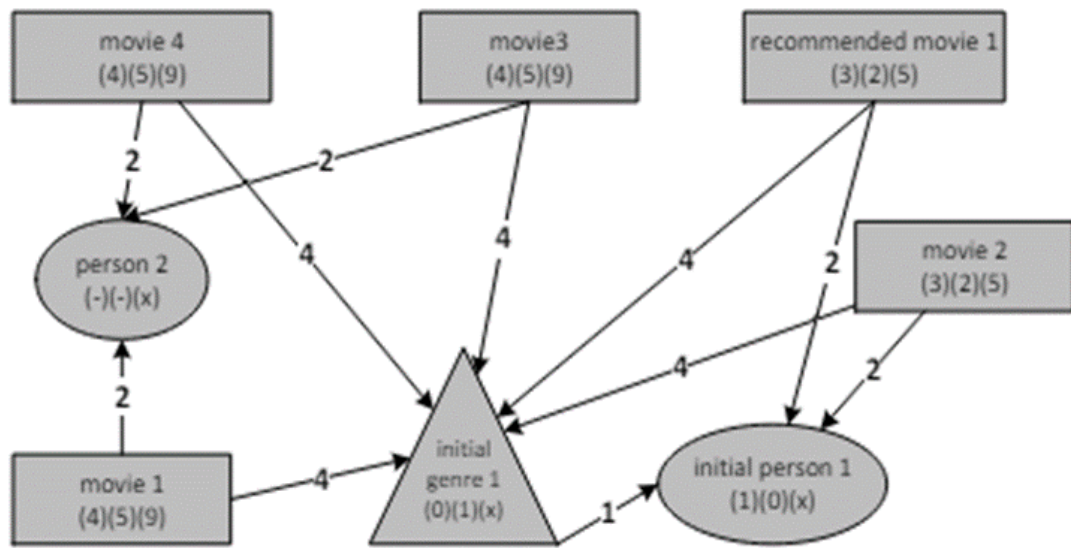 movie 4
(4)(5)(9)
movie3
(4)(5)(9)
recommended movie 1
(3)(2)(5)
2
2
4
4
4
2
person 2
(-)(-)(x)
movie 2
(3)(2)(5)
4
2
2
initial
genre 1
(0)(1)(x)
initial person 1
(1)(0)(x)
movie 1
(4)(5)(9)
4
1